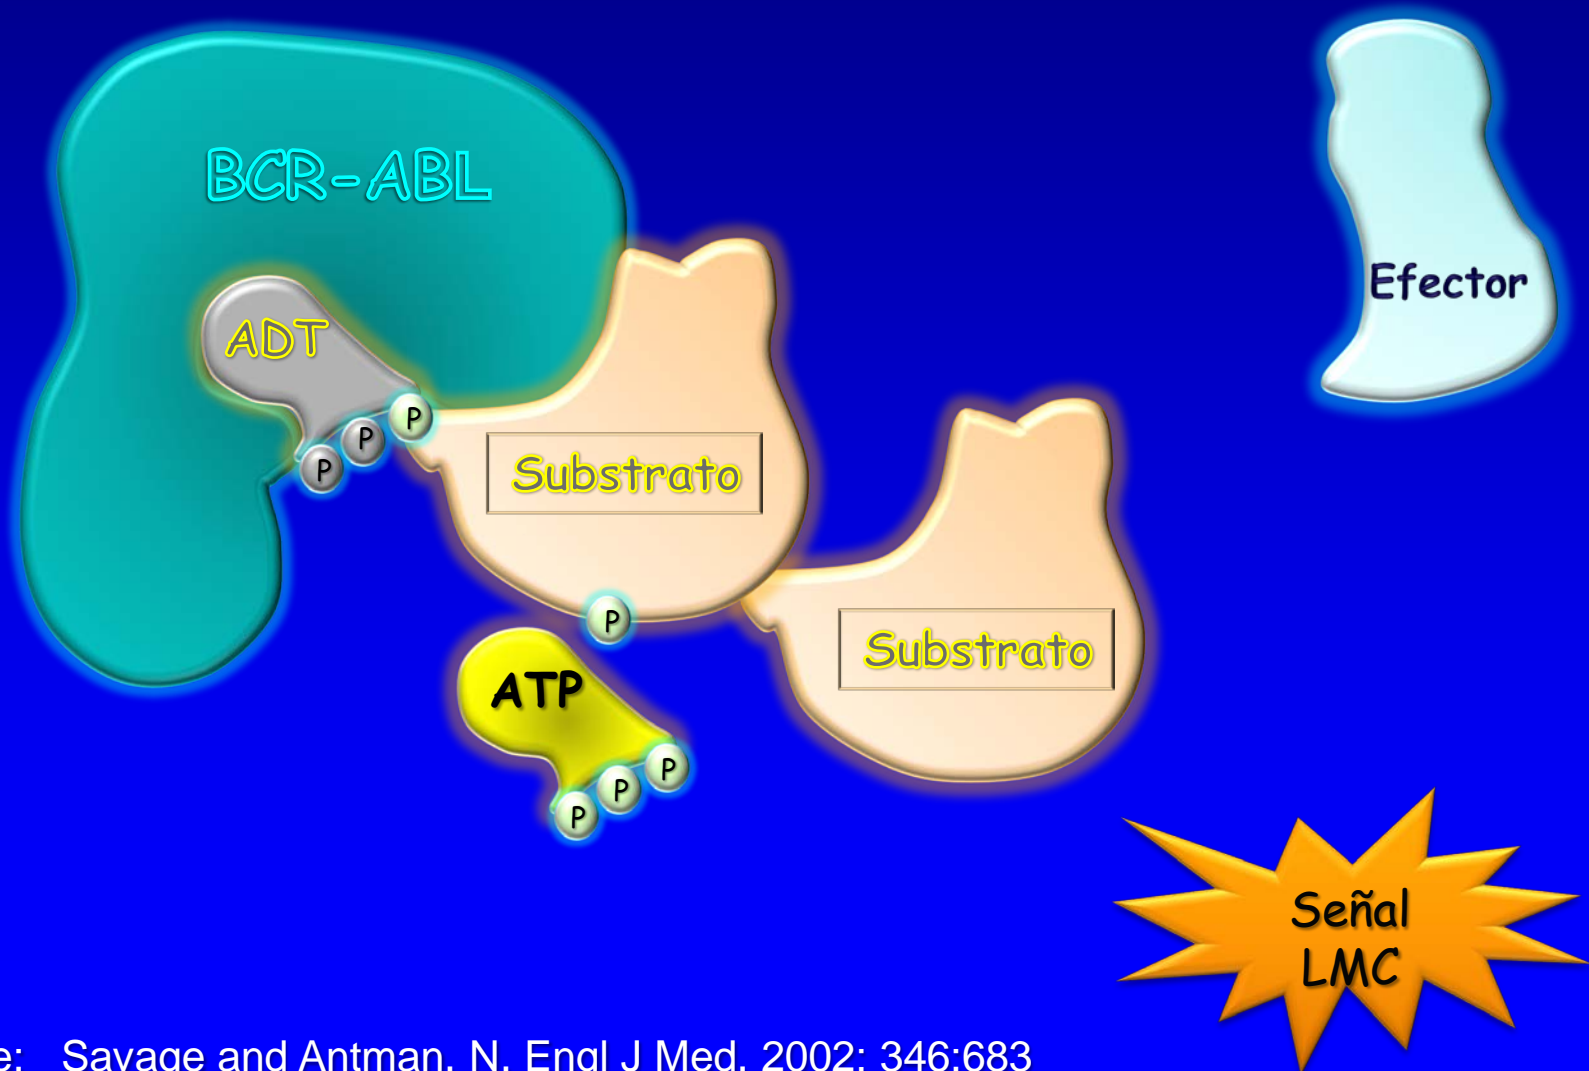 BCR-ABL
Efector
ADT
P
P
P
Substrato
P
Substrato
ATP
P
P
P
Señal
LMC
e: Savage and Antman. N. Engl J Med. 2002; 346:683